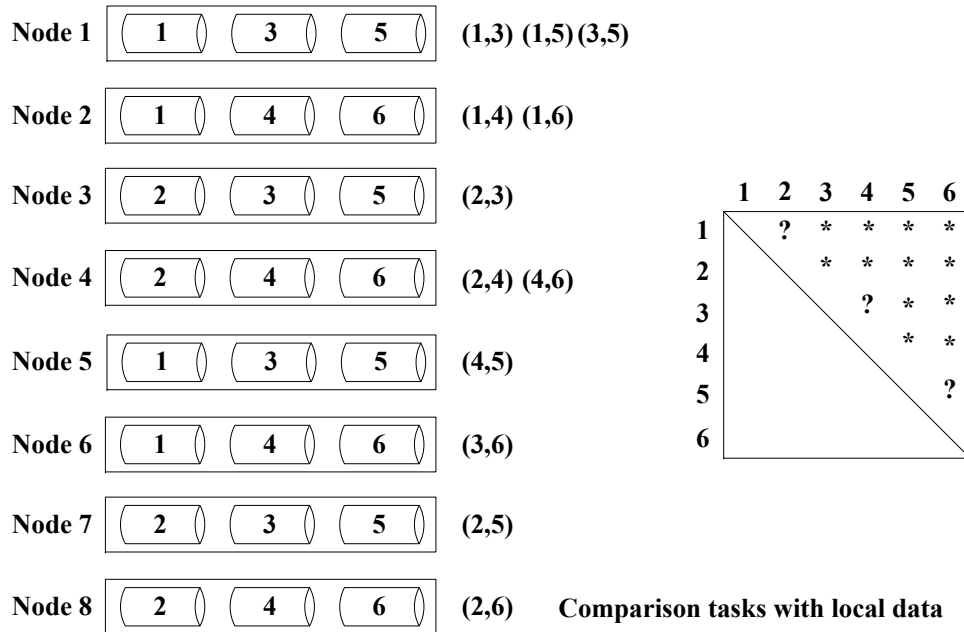 Node 1 1 3 5 (1,3) (1,5) (3,5)
Node 2 1 4 6 (1,4) (1,6)
Node 3 2 3 5 (2,3)
Node 4 2 4 6 (2,4) (4,6)
Node 5 1 3 5 (4,5)
Node 6 1 4 6 (3,6)
Node 7 2 3 5 (2,5)
Node 8 2 4 6 (2,6)
1 2 3 4 5 6
1 ? * * * *
2 * * * *
3 ? * *
4 * *
5 ?
6
Comparison tasks with local data